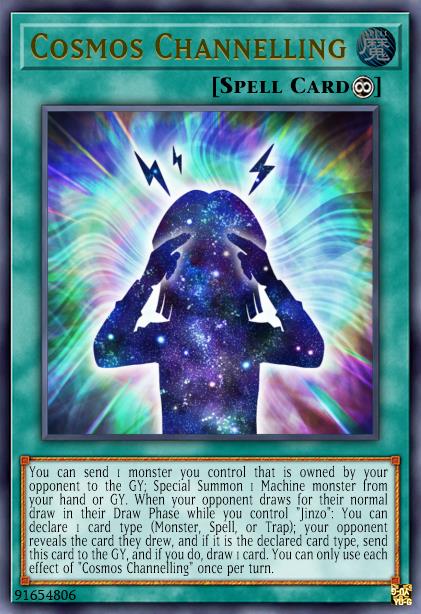 COSMOS CHANNELLING
[SPELL CARD]
You can send 1 monster you control that is owned by your
opponent to the GY; Special Summon 1 Machine monster from
your hand or GY. When your opponent draws for their normal
draw in their Draw Phase while you control "Jinzo": You can
declare 1 card type (Monster, Spell, or Trap); your opponent
reveals the card they drew, and if it is the declared card type, send
this card to the GY, and if you do, draw 1 card. You can only use each
effect of "Cosmos Channelling" once per turn.
91654806